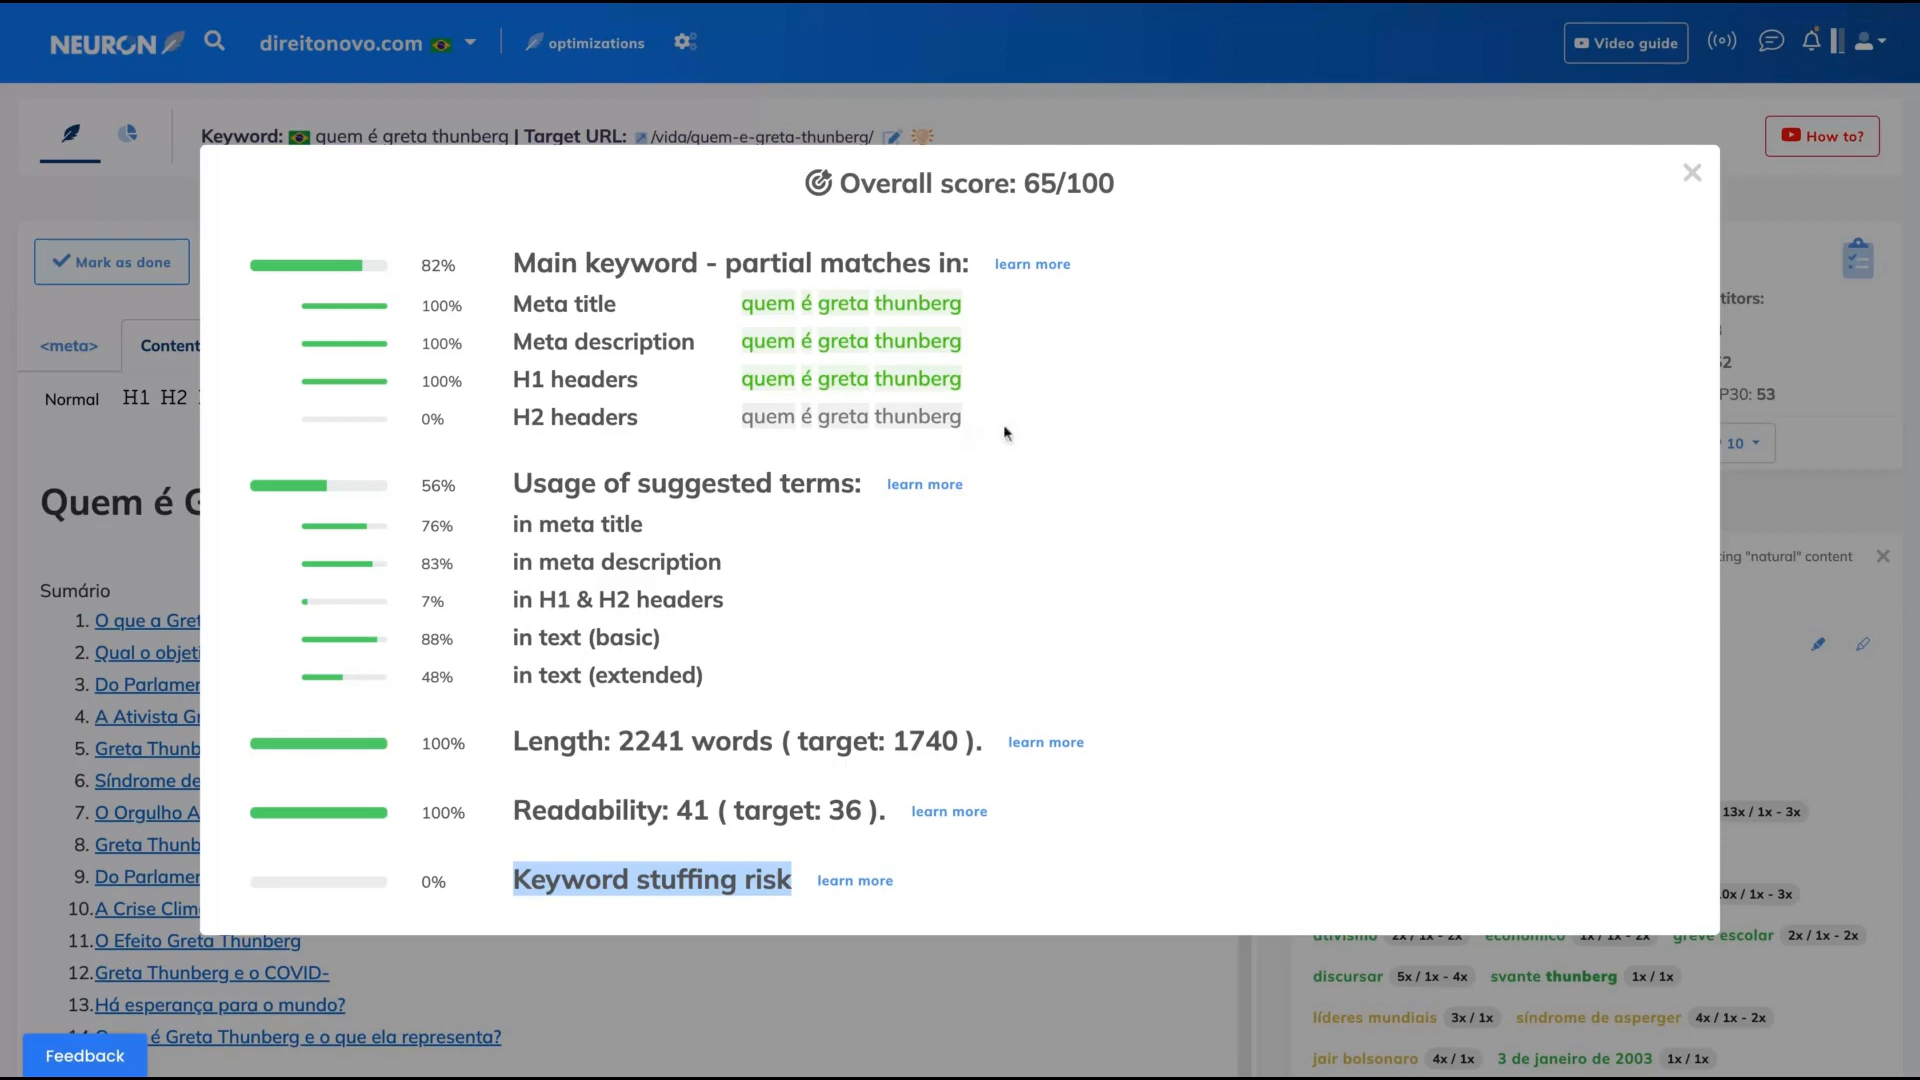 NEURON direitonovo.com optimizations Video guide
Keyword: quem é greta thunberg | Target URL: /vida/quem-e-greta-thunberg/ How to?
Overall score: 65/100
Mark as done
82% Main keyword - partial matches in: learn more
100% Meta title quem é greta thunberg
100% Meta description quem é greta thunberg
100% H1 headers quem é greta thunberg
0% H2 headers quem é greta thunberg
<meta> Content
Normal H1 H2
titors:
P30: 53
10
Quem é G
56% Usage of suggested terms: learn more
76% in meta title
83% in meta description
7% in H1 & H2 headers
88% in text (basic)
48% in text (extended)
"natural" content
100% Length: 2241 words ( target: 1740 ). learn more
100% Readability: 41 ( target: 36 ). learn more
0% Keyword stuffing risk learn more
Sumário
1. O que a Gret
2. Qual o objeti
3. Do Parlamen
4. A Ativista Gr
5. Greta Thunb
6. Síndrome de
7. O Orgulho A
8. Greta Thunb
9. Do Parlamen
10. A Crise Clim
11. O Efeito Greta Thunberg
12. Greta Thunberg e o COVID-
13. Há esperança para o mundo?
é Greta Thunberg e o que ela representa?
Feedback
13x / 1x - 3x
0x / 1x - 3x
ativismo 2x / 1x - 2x econômico 1x / 1x - 2x greve escolar 2x / 1x - 2x
discursar 5x / 1x - 4x svante thunberg 1x / 1x
líderes mundiais 3x / 1x síndrome de asperger 4x / 1x - 2x
jair bolsonaro 4x / 1x 3 de janeiro de 2003 1x / 1x